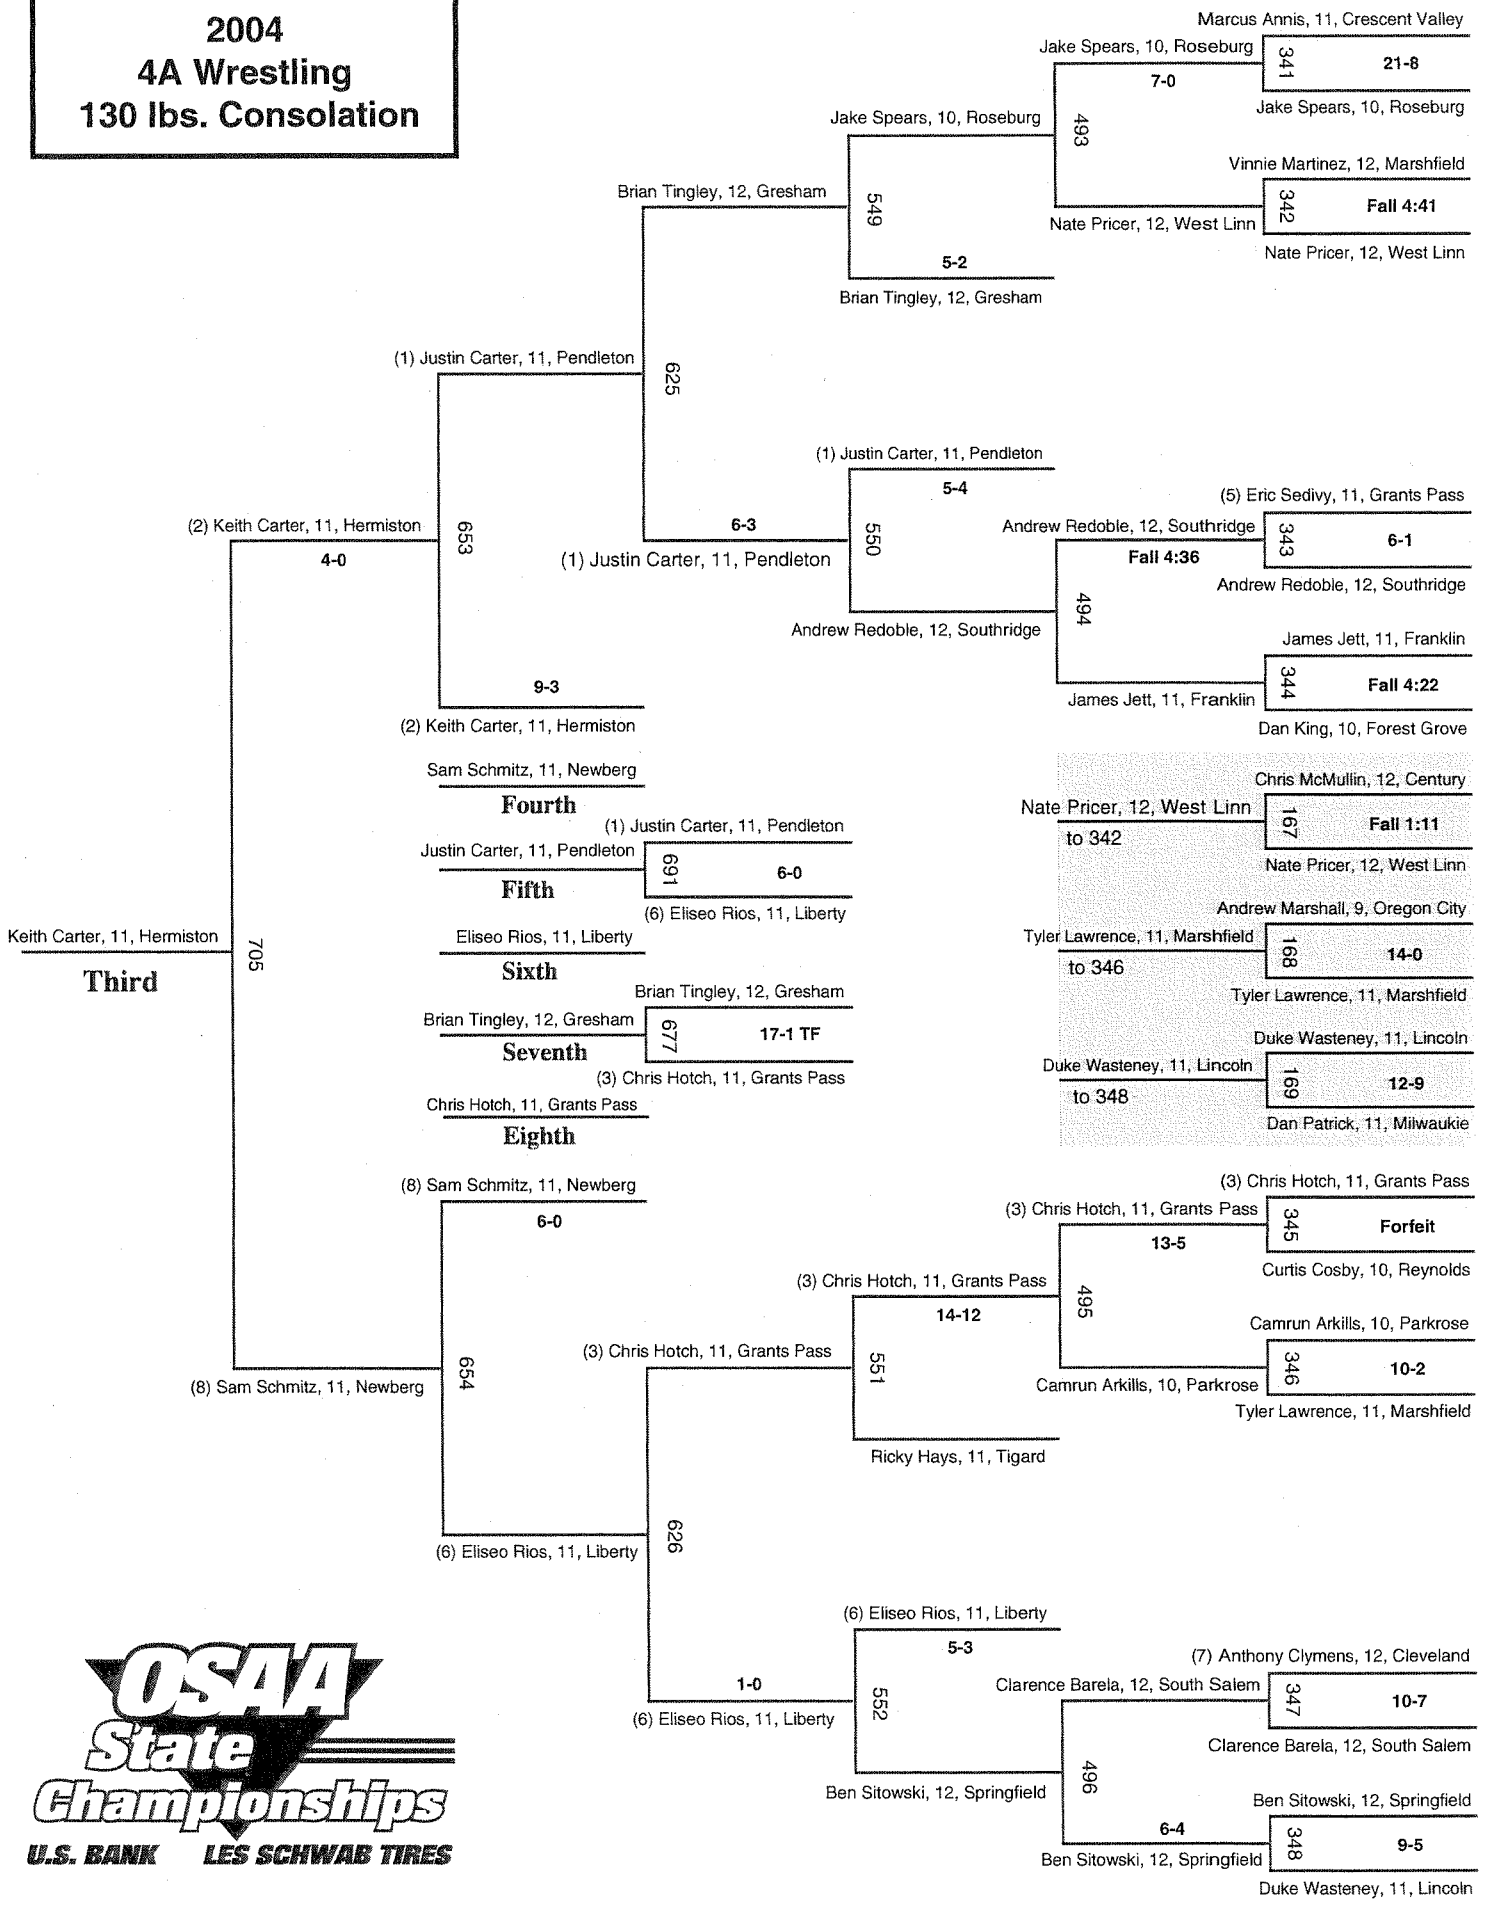 2004
4A Wrestling
130 lbs. Consolation
Marcus Annis, 11, Crescent Valley
Jake Spears, 10, Roseburg
341
21-8
7-0
Jake Spears, 10, Roseburg
Jake Spears, 10, Roseburg
493
Vinnie Martinez, 12, Marshfield
Brian Tingley, 12, Gresham
549
342
Fall 4:41
Nate Pricer, 12, West Linn
Nate Pricer, 12, West Linn
5-2
Brian Tingley, 12, Gresham
(1) Justin Carter, 11, Pendleton
625
(1) Justin Carter, 11, Pendleton
5-4
(5) Eric Sedivy, 11, Grants Pass
(2) Keith Carter, 11, Hermiston
653
6-3
550
Andrew Redoble, 12, Southridge
343
6-1
4-0
(1) Justin Carter, 11, Pendleton
Fall 4:36
Andrew Redoble, 12, Southridge
494
Andrew Redoble, 12, Southridge
James Jett, 11, Franklin
344
Fall 4:22
9-3
James Jett, 11, Franklin
(2) Keith Carter, 11, Hermiston
Dan King, 10, Forest Grove
Sam Schmitz, 11, Newberg
Fourth
Chris McMullin, 12, Century
Nate Pricer, 12, West Linn
167
Fall 1:11
to 342
Nate Pricer, 12, West Linn
(1) Justin Carter, 11, Pendleton
Justin Carter, 11, Pendleton
691
6-0
Fifth
(6) Eliseo Rios, 11, Liberty
Andrew Marshall, 9, Oregon City
Tyler Lawrence, 11, Marshfield
168
14-0
to 346
Tyler Lawrence, 11, Marshfield
Eliseo Rios, 11, Liberty
Sixth
Keith Carter, 11, Hermiston
705
Third
Brian Tingley, 12, Gresham
Brian Tingley, 12, Gresham
677
17-1 TF
Seventh
(3) Chris Hotch, 11, Grants Pass
Duke Wasteney, 11, Lincoln
Duke Wasteney, 11, Lincoln
169
12-9
to 348
Dan Patrick, 11, Milwaukie
Chris Hotch, 11, Grants Pass
Eighth
(8) Sam Schmitz, 11, Newberg
6-0
(3) Chris Hotch, 11, Grants Pass
(3) Chris Hotch, 11, Grants Pass
345
Forfeit
13-5
Curtis Cosby, 10, Reynolds
(3) Chris Hotch, 11, Grants Pass
14-12
495
Camrun Arkills, 10, Parkrose
(3) Chris Hotch, 11, Grants Pass
551
346
10-2
(8) Sam Schmitz, 11, Newberg
654
Camrun Arkills, 10, Parkrose
Tyler Lawrence, 11, Marshfield
Ricky Hays, 11, Tigard
626
(6) Eliseo Rios, 11, Liberty
(6) Eliseo Rios, 11, Liberty
5-3
(7) Anthony Clymens, 12, Cleveland
1-0
552
Clarence Barela, 12, South Salem
347
10-7
(6) Eliseo Rios, 11, Liberty
Clarence Barela, 12, South Salem
496
Ben Sitowski, 12, Springfield
Ben Sitowski, 12, Springfield
6-4
348
9-5
Ben Sitowski, 12, Springfield
Duke Wasteney, 11, Lincoln
OSAA
State
Championships
U.S. BANK LES SCHWAB TIRES